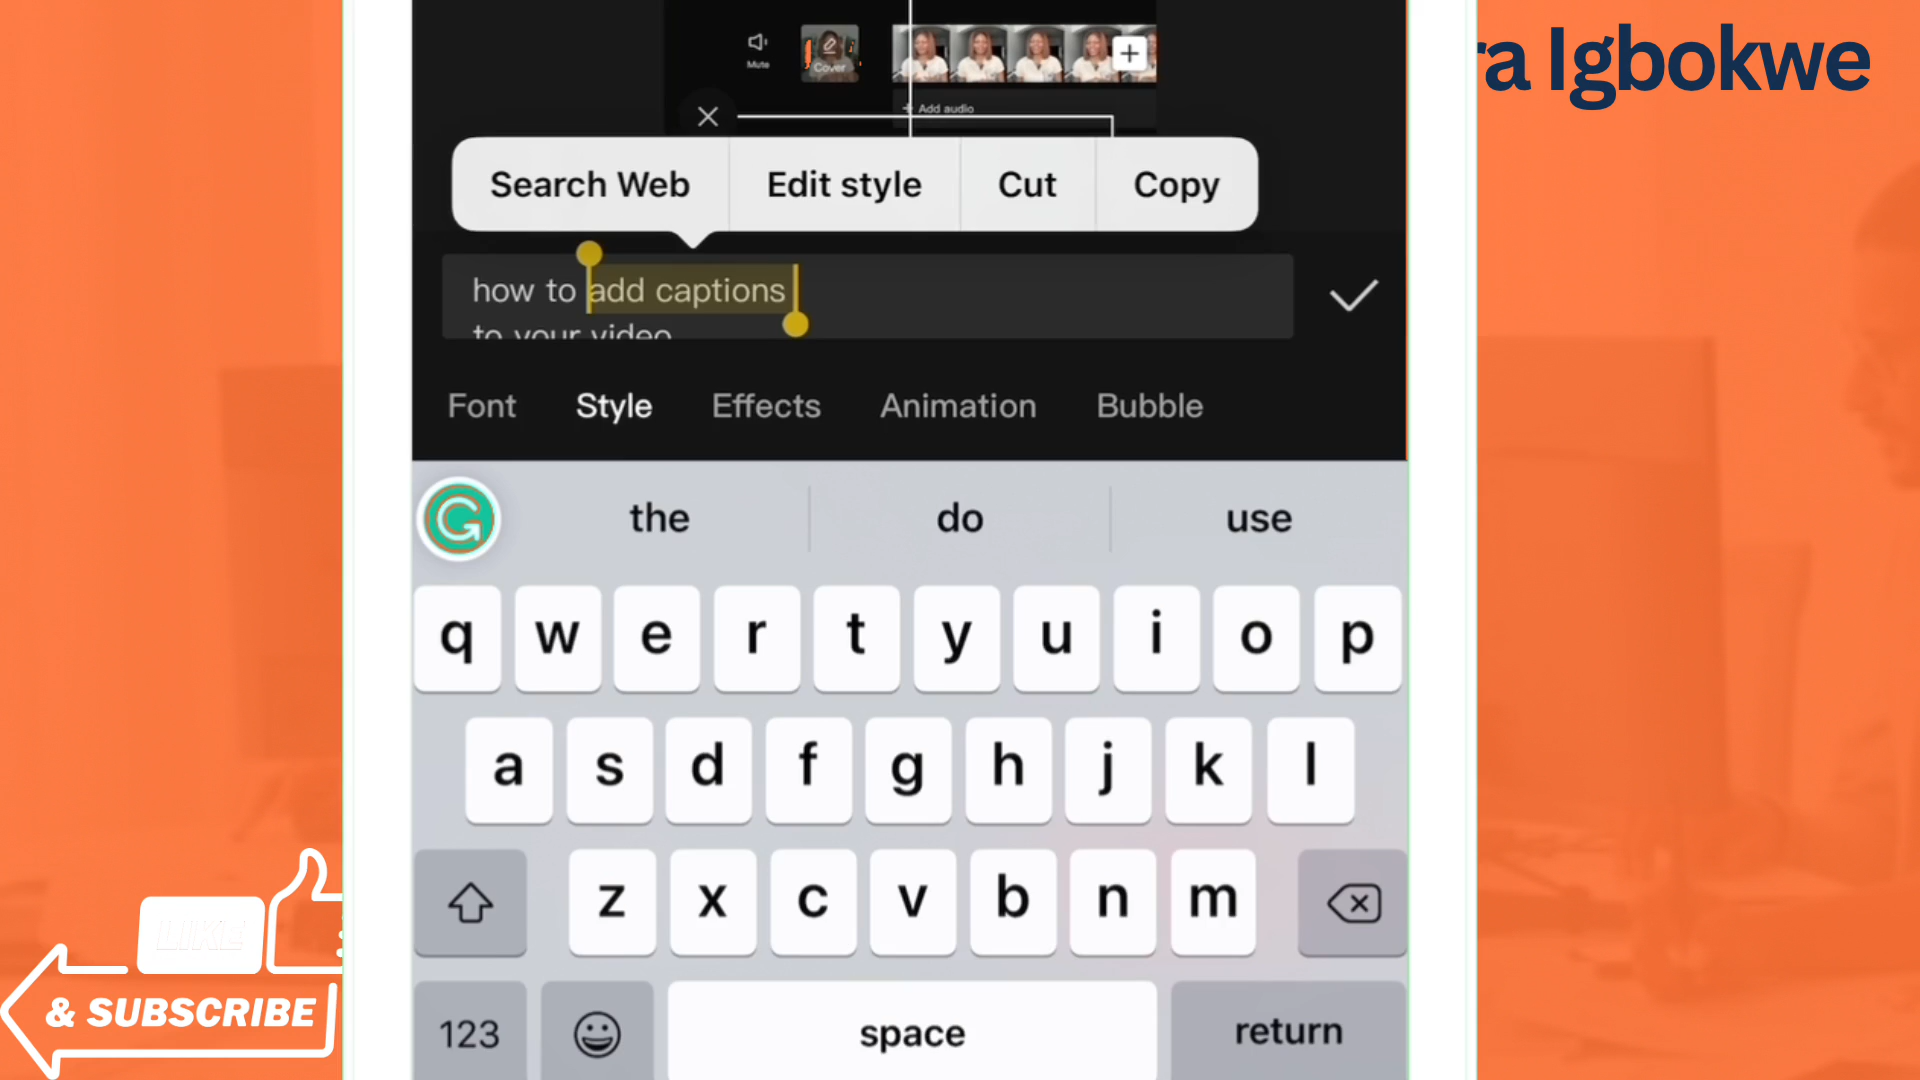 ra Igbokwe
Mute
Cover
+
+ Add audio
Search Web
Edit style
Cut
Copy
how to add captions
to your video
Font
Style
Effects
Animation
Bubble
G
the
do
use
q w e r t y u i o p
a s d f g h j k l
z x c v b n m
123
space
return
LIKE
& SUBSCRIBE